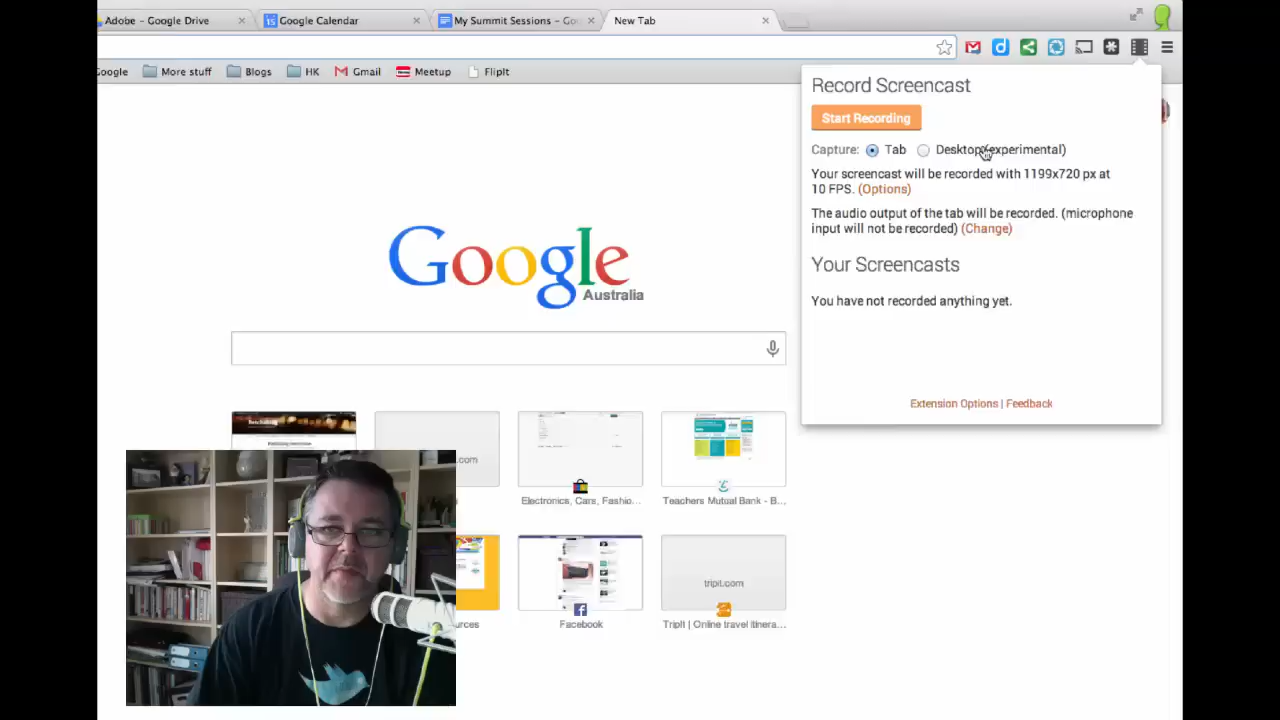 Adobe - Google Drive
Google Calendar
My Summit Sessions - Go
New Tab
Google
More stuff
Blogs
HK
Gmail
Meetup
FlipIt
Record Screencast
Start Recording
Capture: Tab Desktop (experimental)
Your screencast will be recorded with 1199x720 px at
10 FPS. (Options)
The audio output of the tab will be recorded. (microphone
input will not be recorded) (Change)
Your Screencasts
You have not recorded anything yet.
Extension Options | Feedback
Google
Australia
.com
Electronics, Cars, Fashio...
Teachers Mutual Bank - B...
tripit.com
urces
Facebook
TripIt | Online travel itinera...